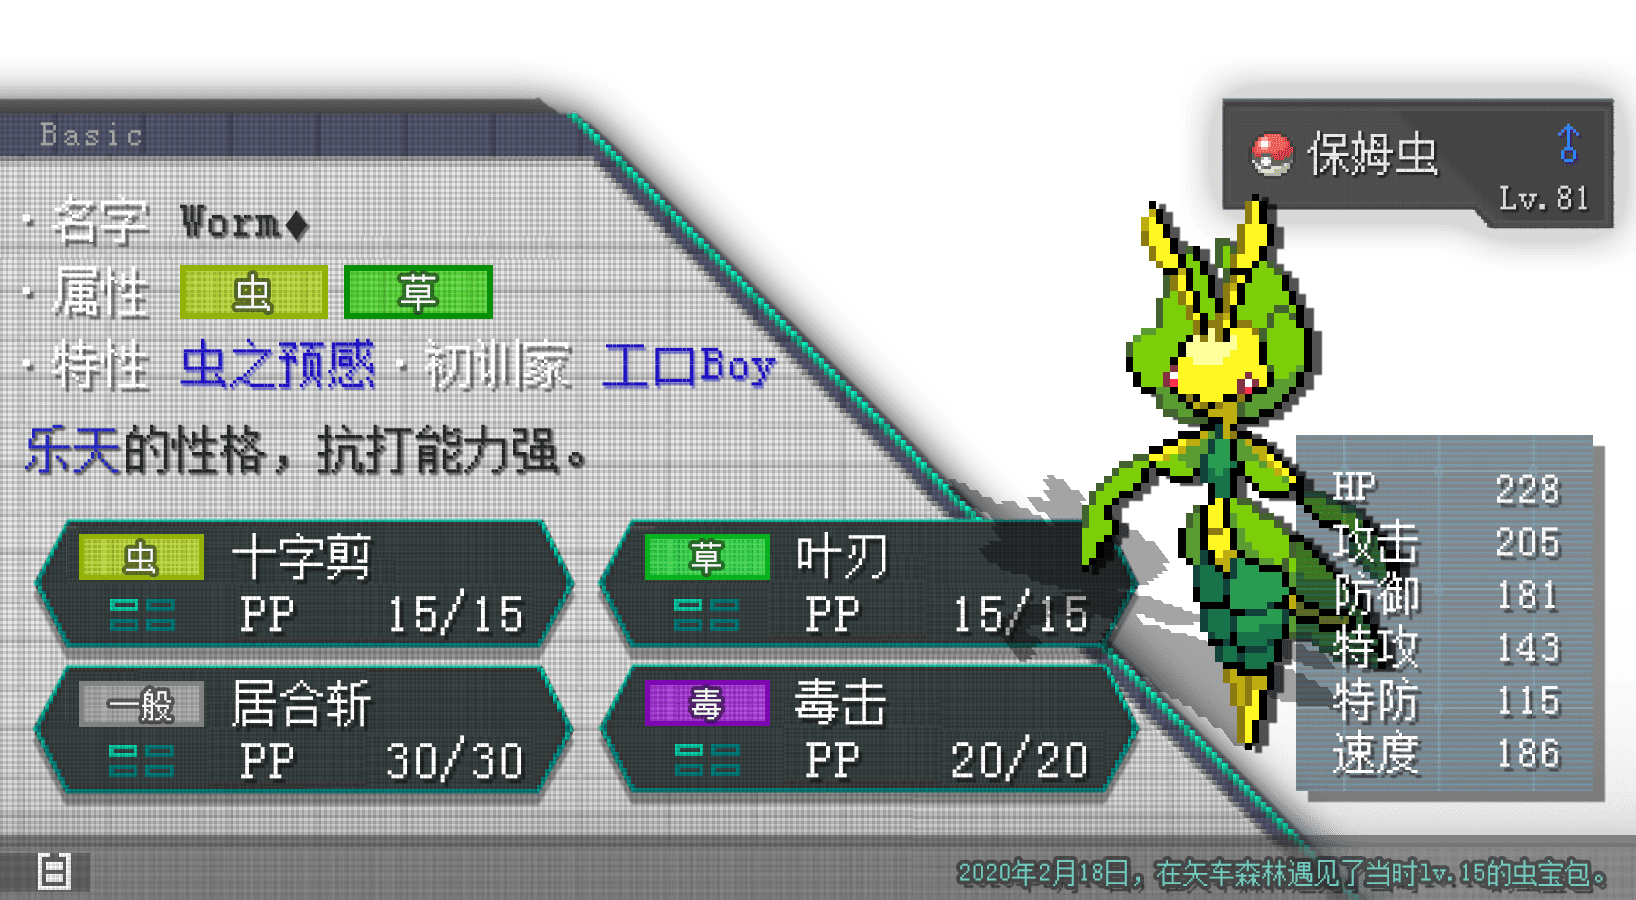 Basic
·名字 Worm♦
·属性 虫 草
·特性 虫之预感 ·初训家 工口Boy
乐天的性格，抗打能力强。
虫 十字剪
PP 15/15
草 叶刃
PP 15/15
一般 居合斩
PP 30/30
毒 毒击
PP 20/20
保姆虫 ♂
Lv.81
HP 228
攻击 205
防御 181
特攻 143
特防 115
速度 186
2020年2月18日，在矢车森林遇见了当时lv.15的虫宝包。